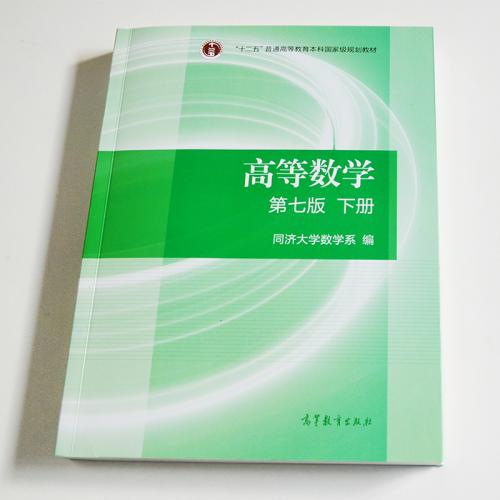 “十二五”普通高等教育本科国家级规划教材
高等数学
第七版 下册
同济大学数学系 编
高等教育出版社